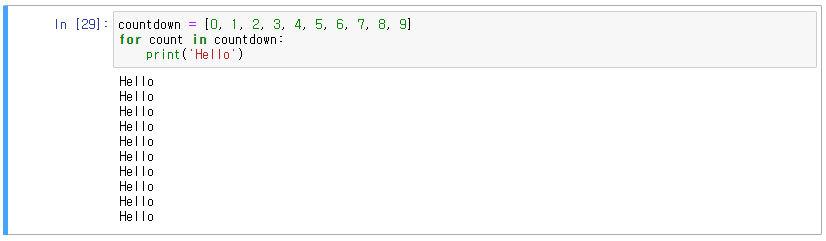 In [29]: countdown = [0, 1, 2, 3, 4, 5, 6, 7, 8, 9]
for count in countdown:
    print('Hello')
Hello
Hello
Hello
Hello
Hello
Hello
Hello
Hello
Hello
Hello